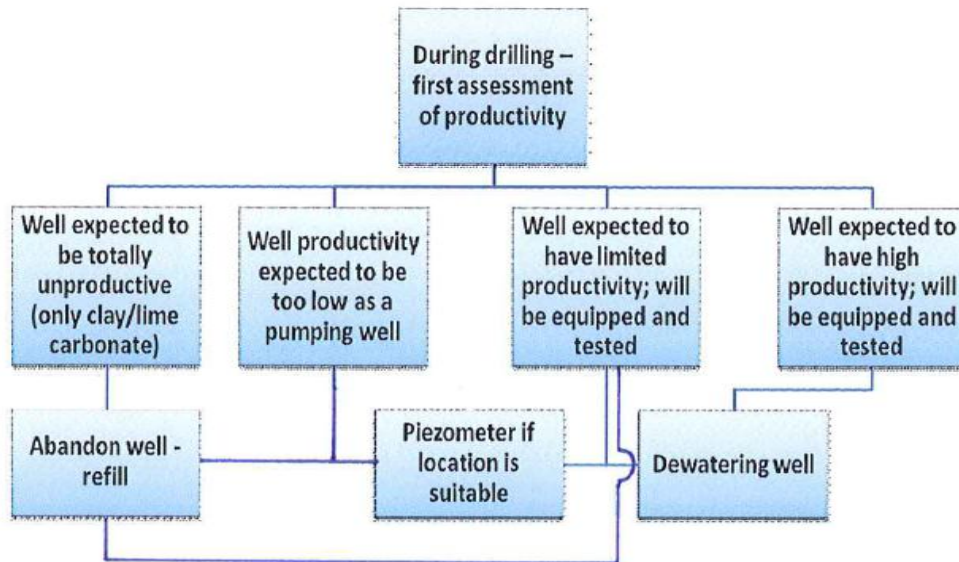 During drilling –
first assessment
of productivity
Well expected to
be totally
unproductive
(only clay/lime
carbonate)
Well productivity
expected to be
too low as a
pumping well
Well expected to
have limited
productivity; will
be equipped and
tested
Well expected to
have high
productivity; will
be equipped and
tested
Abandon well -
refill
Piezometer if
location is
suitable
Dewatering well